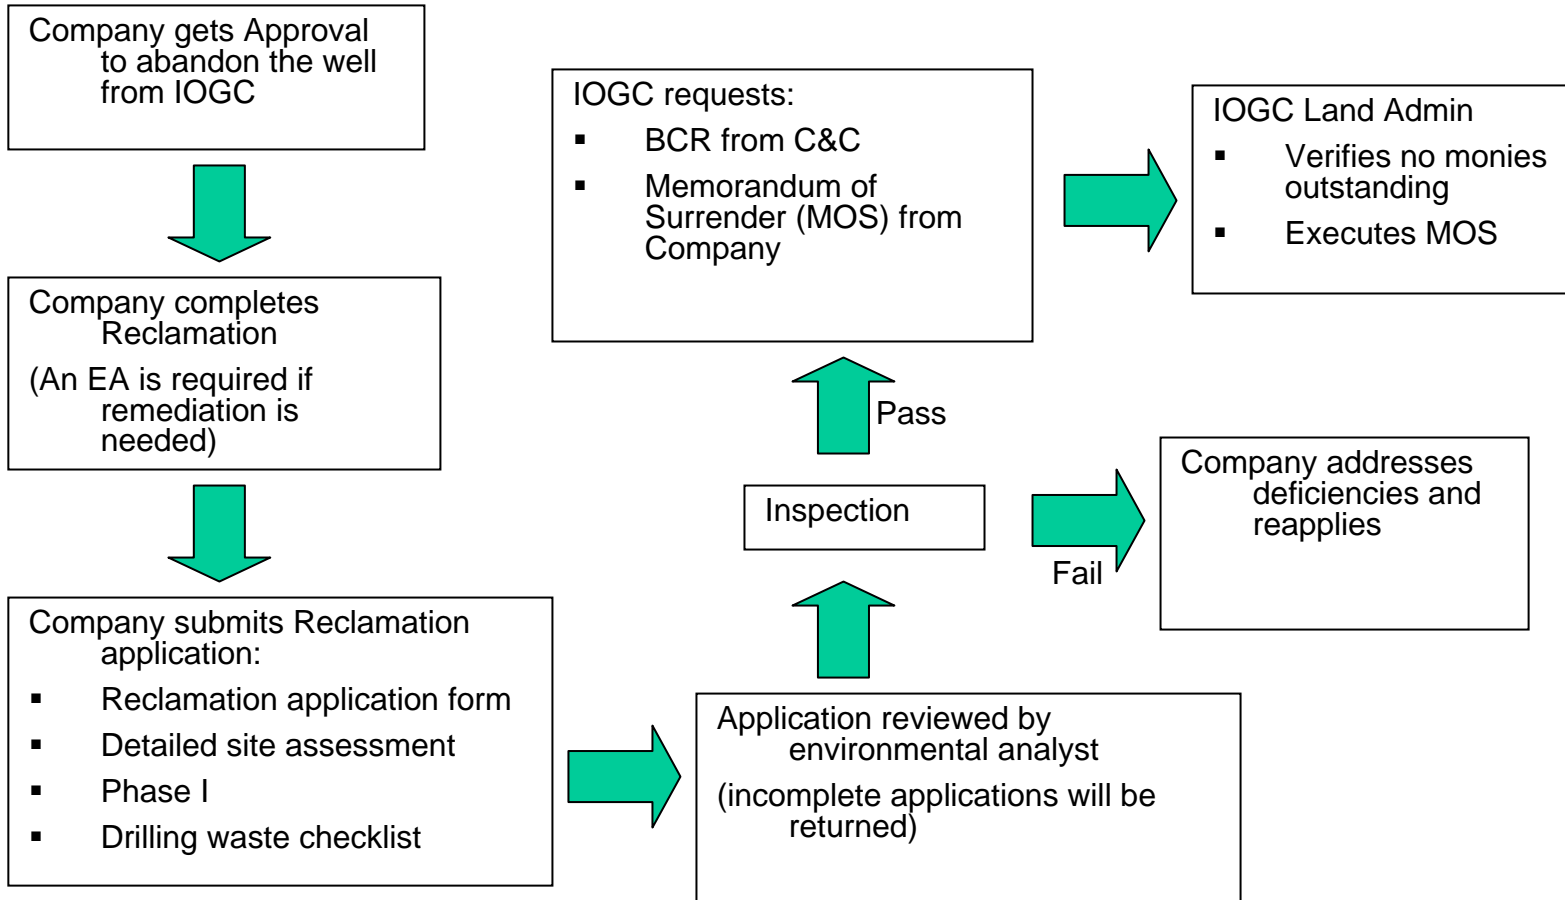 Company gets Approval
to abandon the well
from IOGC
Company completes
Reclamation
(An EA is required if
remediation is
needed)
Company submits Reclamation
application:
▪ Reclamation application form
▪ Detailed site assessment
▪ Phase I
▪ Drilling waste checklist
Application reviewed by
environmental analyst
(incomplete applications will be
returned)
Inspection
Pass
Fail
Company addresses
deficiencies and
reapplies
IOGC requests:
▪ BCR from C&C
▪ Memorandum of
Surrender (MOS) from
Company
IOGC Land Admin
▪ Verifies no monies
outstanding
▪ Executes MOS